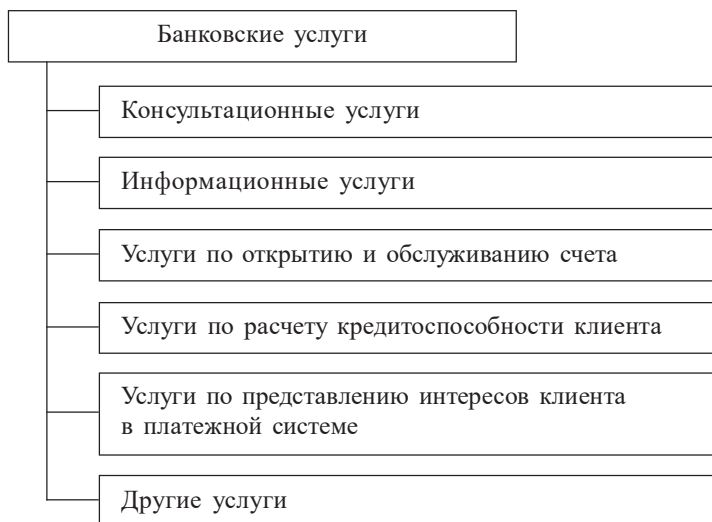 Банковские услуги
Консультационные услуги
Информационные услуги
Услуги по открытию и обслуживанию счета
Услуги по расчету кредитоспособности клиента
Услуги по представлению интересов клиента
в платежной системе
Другие услуги